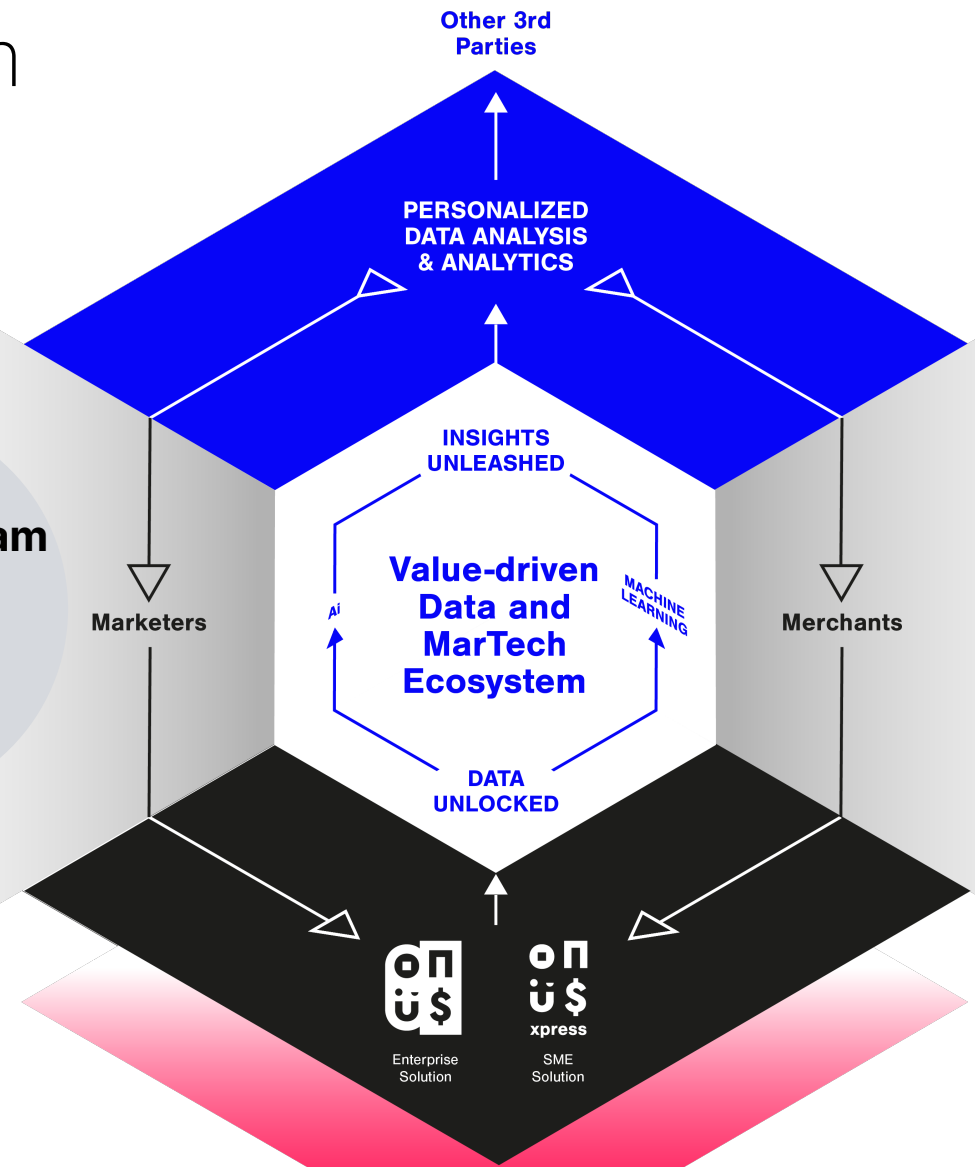 Other 3rd
Parties
PERSONALIZED
DATA ANALYSIS
& ANALYTICS
INSIGHTS
UNLEASHED
Value-driven
Data and
MarTech
Ecosystem
Ai
MACHINE
LEARNING
Marketers
Merchants
DATA
UNLOCKED
xpress
Enterprise
Solution
SME
Solution